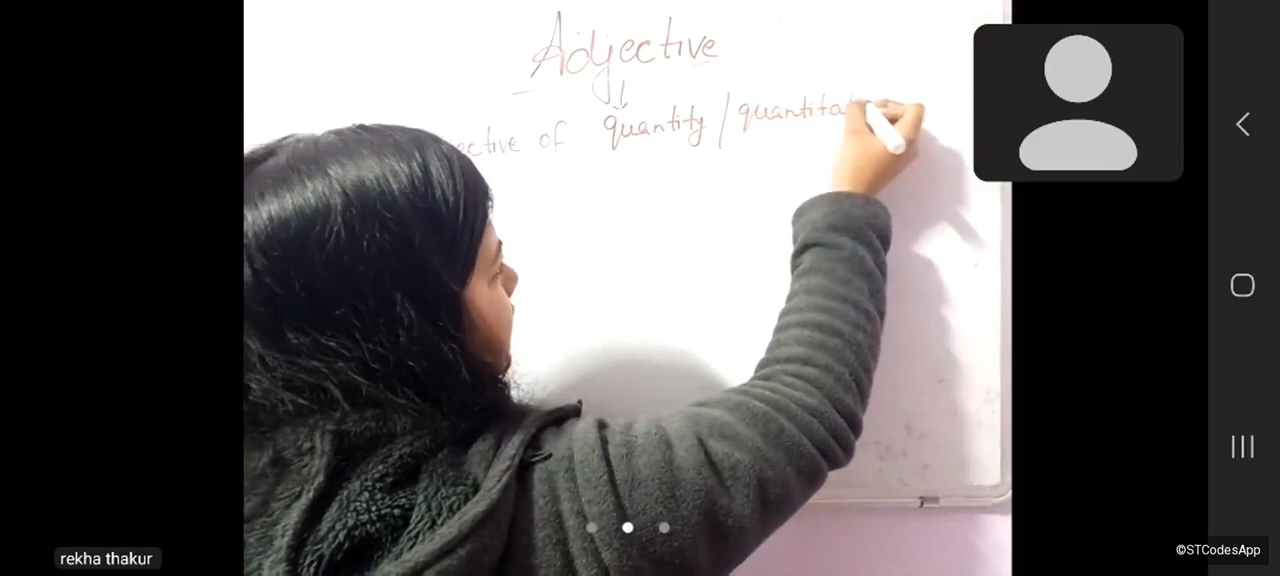 Adjective
ective of quantity / quantita
rekha thakur
©STCodesApp